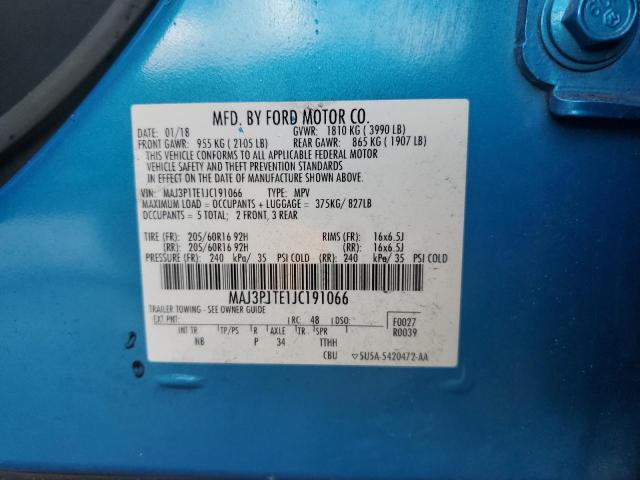 MFD. BY FORD MOTOR CO.
DATE: 01/18 GVWR: 1810 KG ( 3990 LB)
FRONT GAWR: 955 KG ( 2105 LB) REAR GAWR: 865 KG ( 1907 LB)
THIS VEHICLE CONFORMS TO ALL APPLICABLE FEDERAL MOTOR
VEHICLE SAFETY AND THEFT PREVENTION STANDARDS
IN EFFECT ON THE DATE OF MANUFACTURE SHOWN ABOVE.
VIN: MAJ3P1TE1JC191066 TYPE: MPV
MAXIMUM LOAD = OCCUPANTS + LUGGAGE = 375KG/ 827LB
OCCUPANTS = 5 TOTAL; 2 FRONT, 3 REAR
TIRE (FR): 205/60R16 92H RIMS (FR): 16x6.5J
(RR): 205/60R16 92H (RR): 16x6.5J
PRESSURE (FR): 240 kPa/ 35 PSI COLD (RR): 240 kPa/ 35 PSI COLD
MAJ3P1TE1JC191066
TRAILER TOWING - SEE OWNER GUIDE
EXT PNT: RC: 48 DSO: F0027
R0039
INT TR TP/PS R AXLE TR SPR
NB P 34 TTHH
CBU ▽5U5A-5420472-AA